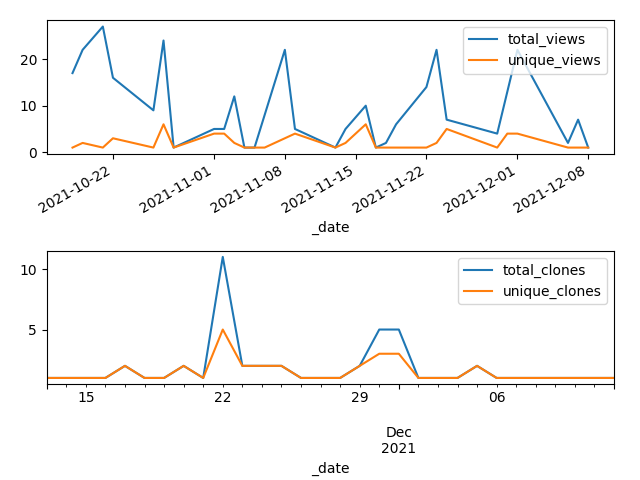 total_views
unique_views
20
10
0
2021-10-22
2021-11-01
2021-11-08
2021-11-15
2021-11-22
2021-12-01
2021-12-08
_date
total_clones
unique_clones
10
5
15
22
29
06
Dec
2021
_date